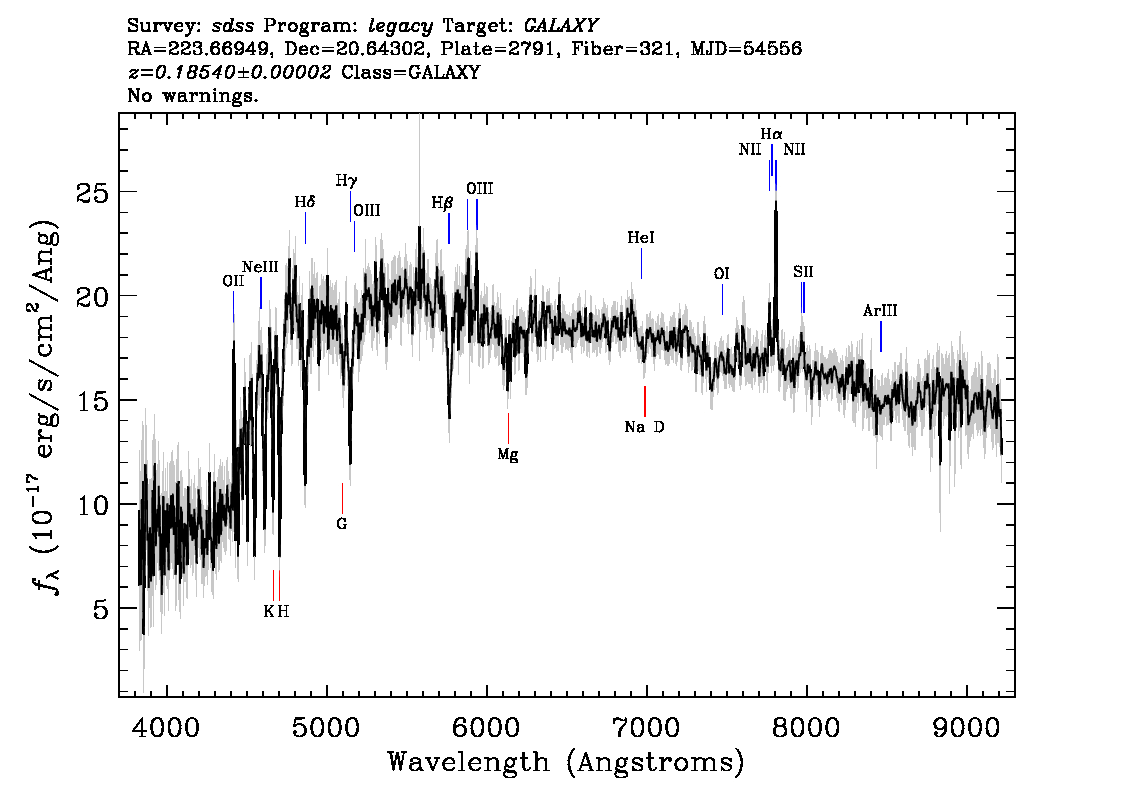 Survey: sdss Program: legacy Target: GALAXY
RA=223.66949, Dec=20.64302, Plate=2791, Fiber=321, MJD=54556
z=0.18540±0.00002 Class=GALAXY
No warnings.
Hα
NII NII
Hγ
OIII
Hδ
Hβ
OIII
HeI
NeIII
OII
OI
SII
ArIII
Na D
Mg
G
K H
25
20
15
10
5
fλ (10⁻¹⁷ erg/s/cm²/Ang)
4000 5000 6000 7000 8000 9000
Wavelength (Angstroms)